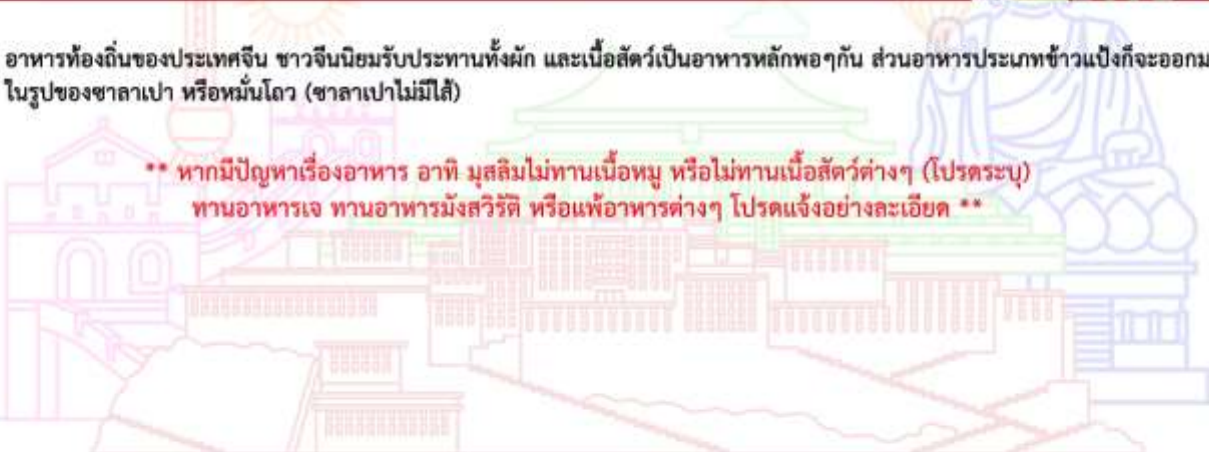 อาหารท้องถิ่นของประเทศจีน ชาวจีนนิยมรับประทานทั้งผัก และเนื้อสัตว์เป็นอาหารหลักพอๆกัน ส่วนอาหารประเภทข้าวแป้งก็จะออกม
ในรูปของซาลาเปา หรือหมั่นโถว (ซาลาเปาไม่มีไส้)
** หากมีปัญหาเรื่องอาหาร อาทิ มุสลิมไม่ทานเนื้อหมู หรือไม่ทานเนื้อสัตว์ต่างๆ (โปรดระบุ)
ทานอาหารเจ ทานอาหารมังสวิรัติ หรือแพ้อาหารต่างๆ โปรดแจ้งอย่างละเอียด **